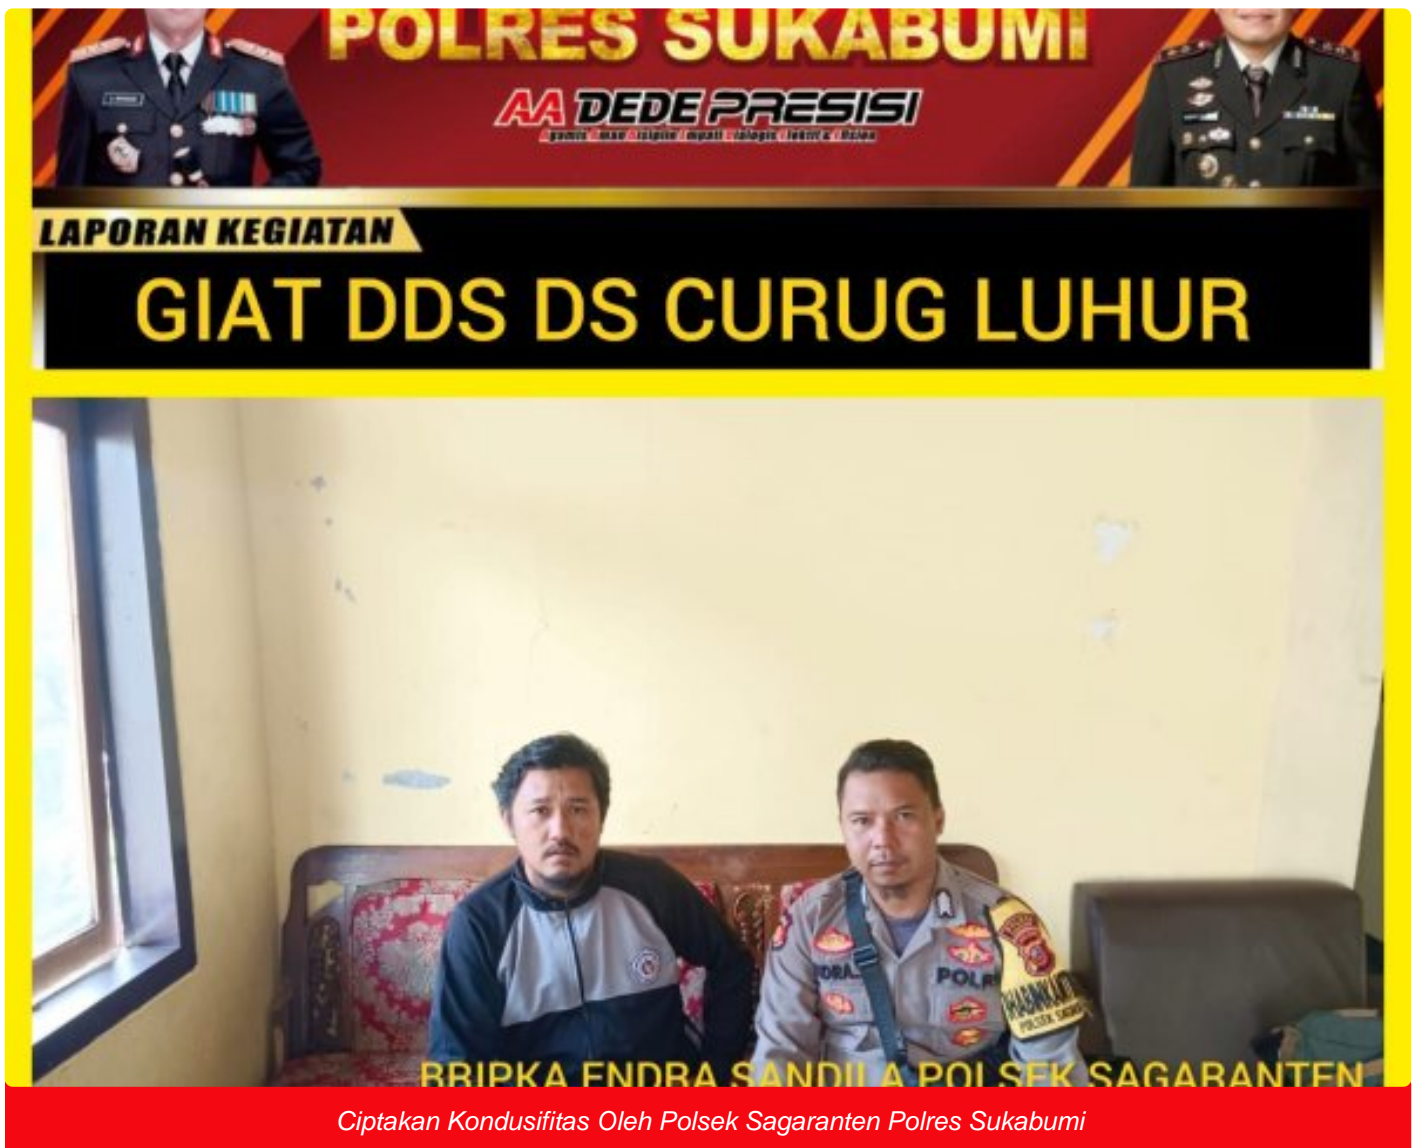 POLRES SUKABUMI
AA DEDE PRESISI
LAPORAN KEGIATAN
GIAT DDS DS CURUG LUHUR
POLRI
BRIPKA ENDRA SANDILA POLSEK SAGARANTEN
Ciptakan Kondusifitas Oleh Polsek Sagaranten Polres Sukabumi